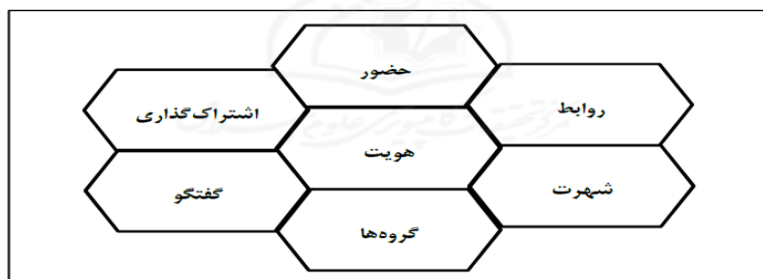 حضور
روابط
اشتراک‌گذاری
هویت
شهرت
گفتگو
گروه‌ها